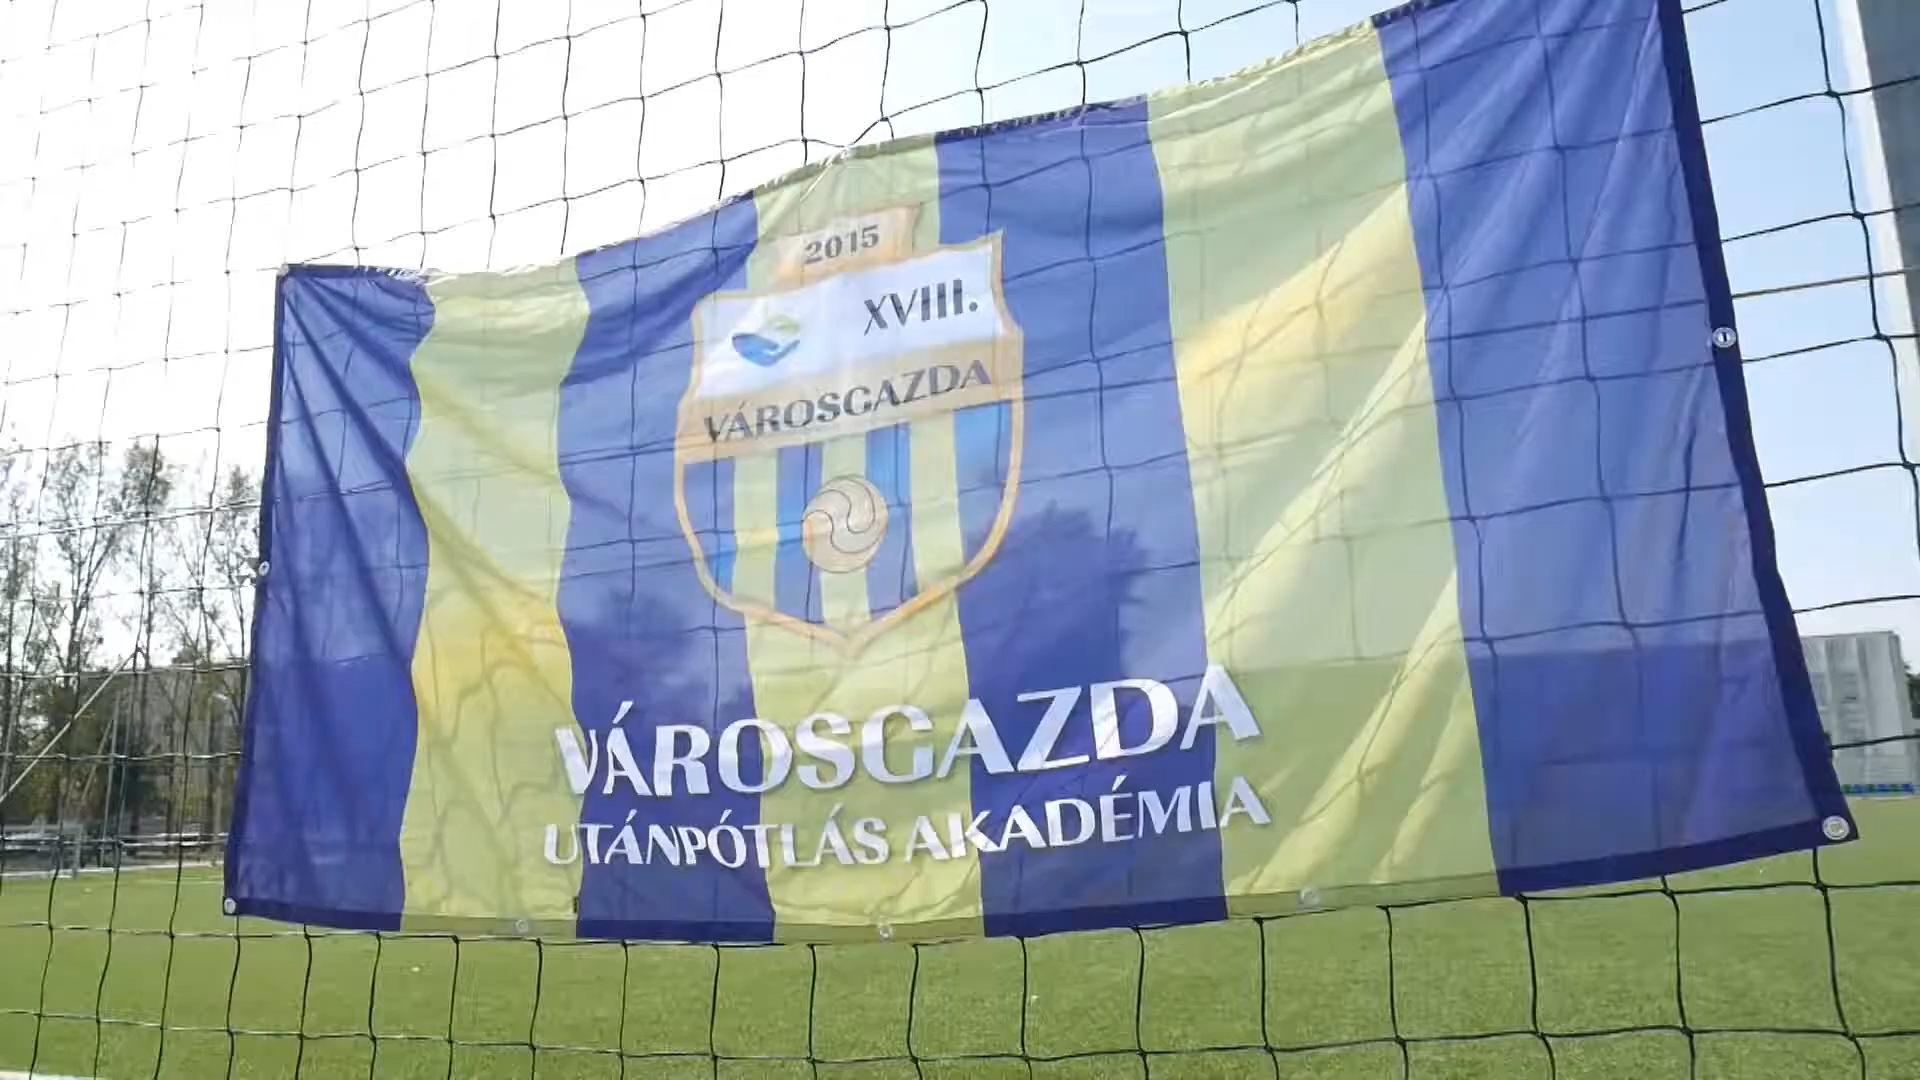 2015
XVIII.
VÁROSGAZDA
VÁROSGAZDA
UTÁNPÓTLÁS AKADÉMIA